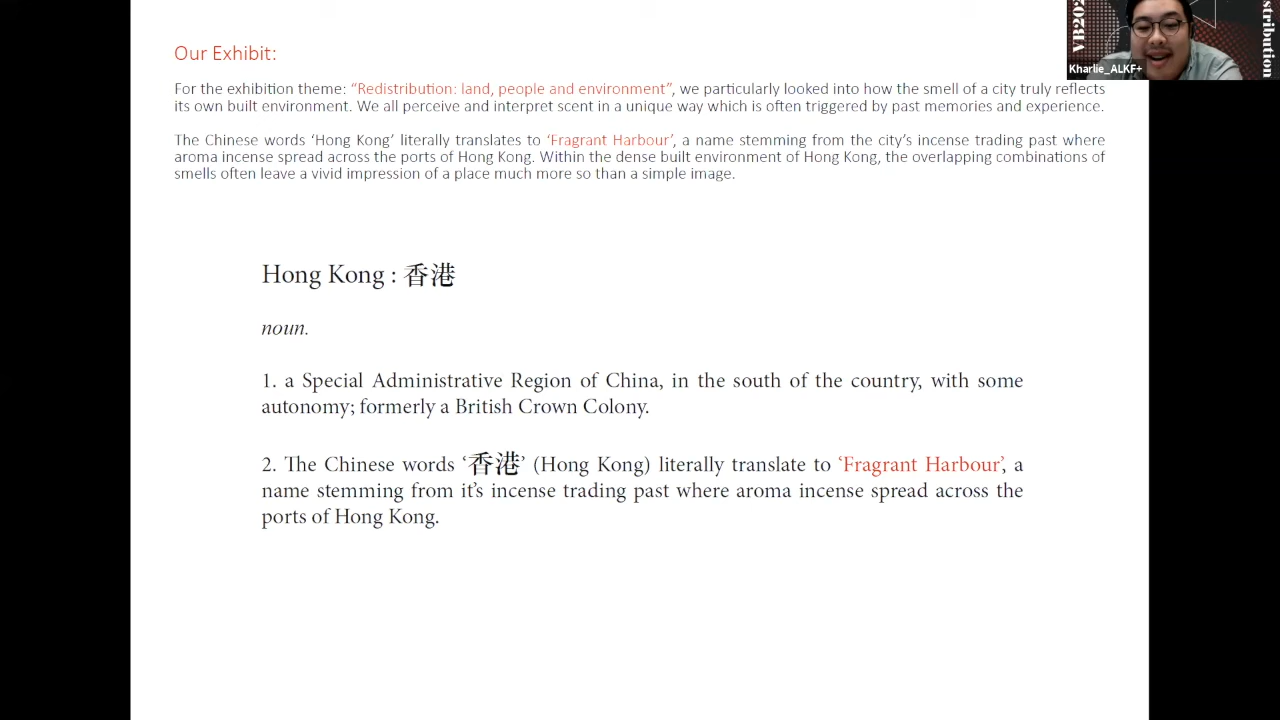 Our Exhibit:
For the exhibition theme: “Redistribution: land, people and environment”, we particularly looked into how the smell of a city truly reflects
its own built environment. We all perceive and interpret scent in a unique way which is often triggered by past memories and experience.
The Chinese words ‘Hong Kong’ literally translates to ‘Fragrant Harbour’, a name stemming from the city’s incense trading past where
aroma incense spread across the ports of Hong Kong. Within the dense built environment of Hong Kong, the overlapping combinations of
smells often leave a vivid impression of a place much more so than a simple image.
Hong Kong : 香港
noun.
1. a Special Administrative Region of China, in the south of the country, with some
autonomy; formerly a British Crown Colony.
2. The Chinese words ‘香港’ (Hong Kong) literally translate to ‘Fragrant Harbour’, a
name stemming from it’s incense trading past where aroma incense spread across the
ports of Hong Kong.
Kharlie_ALKF+